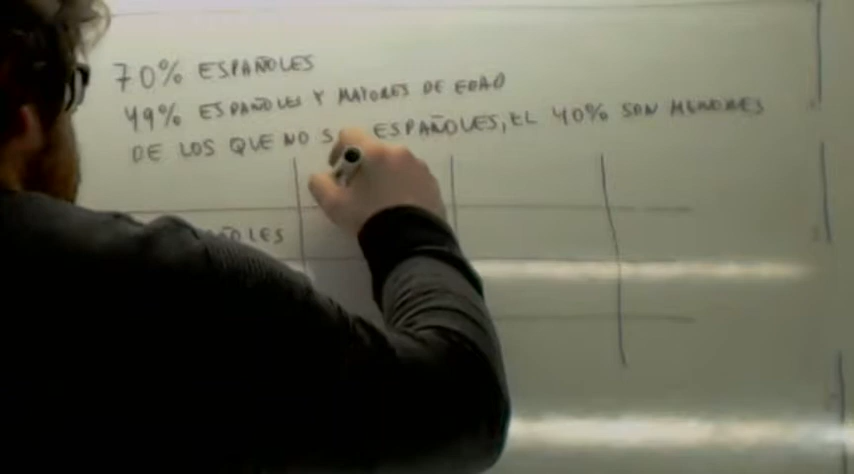 70% ESPAÑOLES
49% ESPAÑOLES Y MAYORES DE EDAD
DE LOS QUE NO ESPAÑOLES, EL 40% SON MENORES